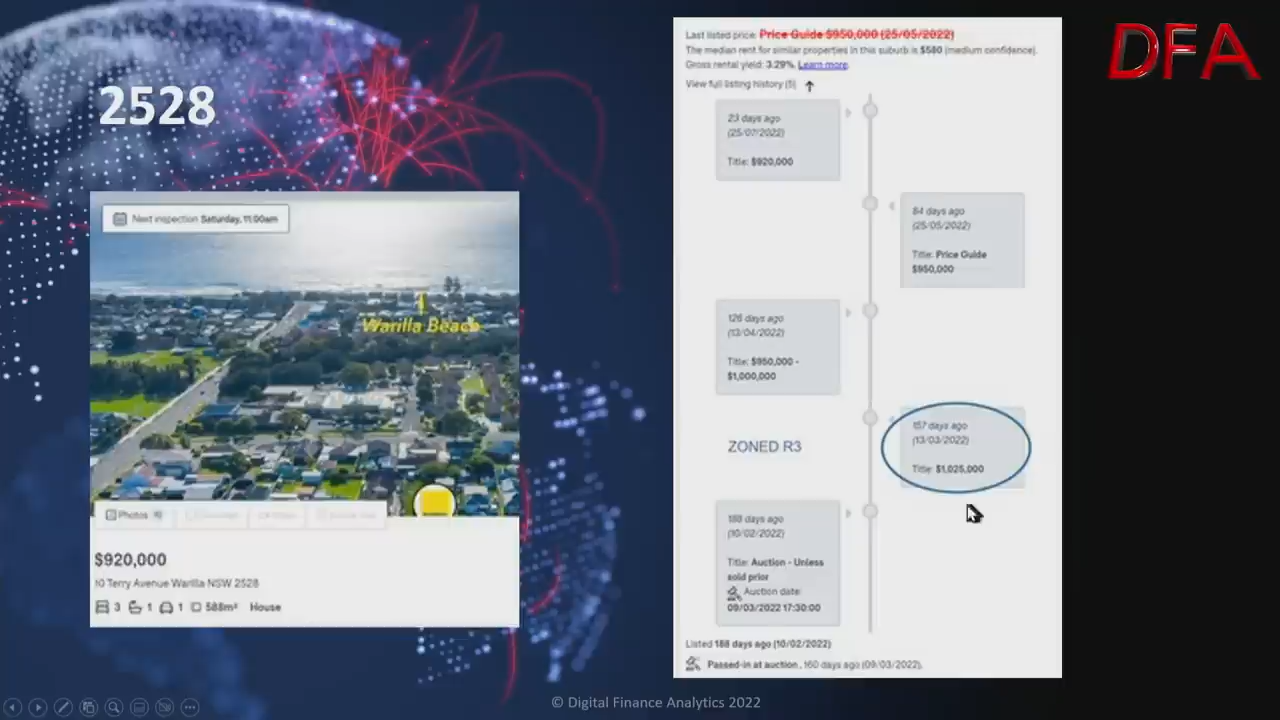 DFA
2528
Next inspection Saturday, 11:00am
Warilla Beach
Photos
$920,000
10 Terry Avenue Warilla NSW 2528
3 1 1 588m² House
Last listed price: Price Guide $950,000 (25/05/2022)
The median rent for similar properties in this suburb is $580 (medium confidence).
Gross rental yield: 3.29%. Learn more.
View full listing history (5)
23 days ago
(25/07/2022)
Title: $920,000
84 days ago
(25/05/2022)
Title: Price Guide
$950,000
126 days ago
(13/04/2022)
Title: $950,000 -
$1,000,000
ZONED R3
157 days ago
(13/03/2022)
Title: $1,025,000
188 days ago
(10/02/2022)
Title: Auction - Unless
sold prior
Auction date:
09/03/2022 17:30:00
Listed 188 days ago (10/02/2022)
Passed-in at auction, 160 days ago (09/03/2022).
© Digital Finance Analytics 2022